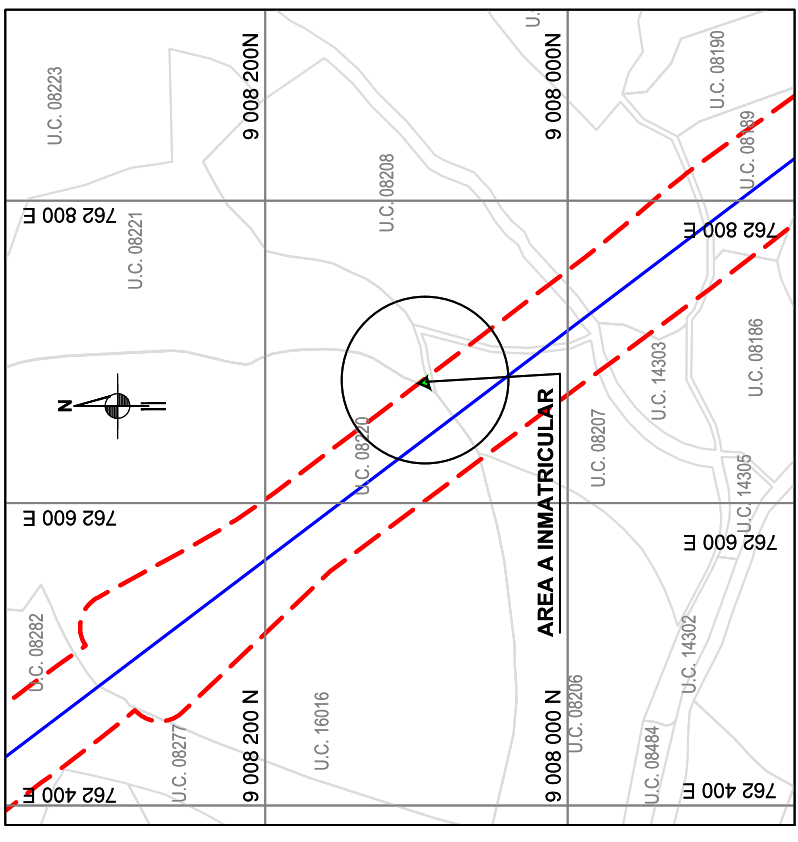 U.C. 08282
U.C. 08223
N
762 400 E
762 600 E
762 800 E
U.C. 08221
U.C. 08277
9 008 200 N
9 008 200N
U.C. 16016
U.C. 08220
U.C. 08208
U.
AREA A INMATRICULAR
9 008 000 N
9 008 000N
U.C. 08206
U.C. 08207
U.C. 08484
U.C. 14303
U.C. 14302
U.C. 08190
762 400 E
762 600 E
762 800 E
U.C. 14305
U.C. 08189
U.C. 08186